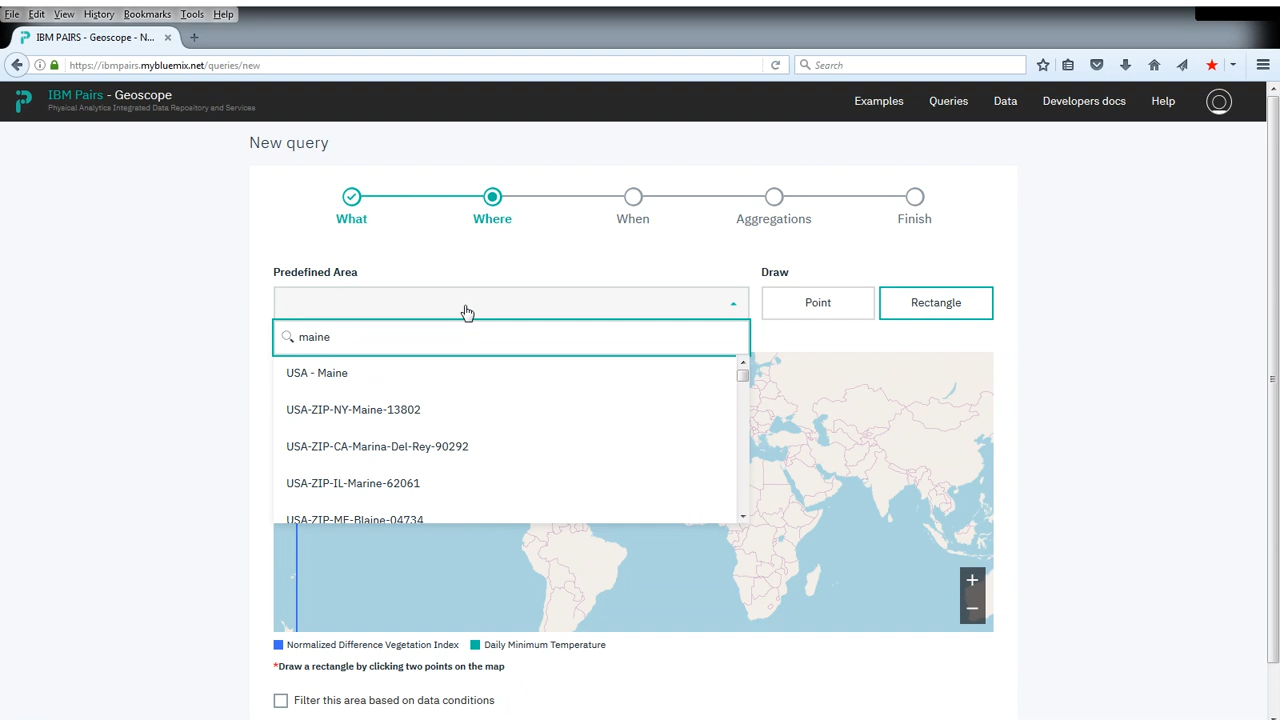 File Edit View History Bookmarks Tools Help
IBM PAIRS - Geoscope - N...
https://ibmpairs.mybluemix.net/queries/new
Search
IBM Pairs - Geoscope
Physical Analytics Integrated Data Repository and Services
Examples Queries Data Developers docs Help
New query
What Where When Aggregations Finish
Predefined Area
Draw
Point Rectangle
maine
USA - Maine
USA-ZIP-NY-Maine-13802
USA-ZIP-CA-Marina-Del-Rey-90292
USA-ZIP-IL-Marine-62061
USA-ZIP-ME-Blaine-04734
+
−
Normalized Difference Vegetation Index Daily Minimum Temperature
*Draw a rectangle by clicking two points on the map
Filter this area based on data conditions